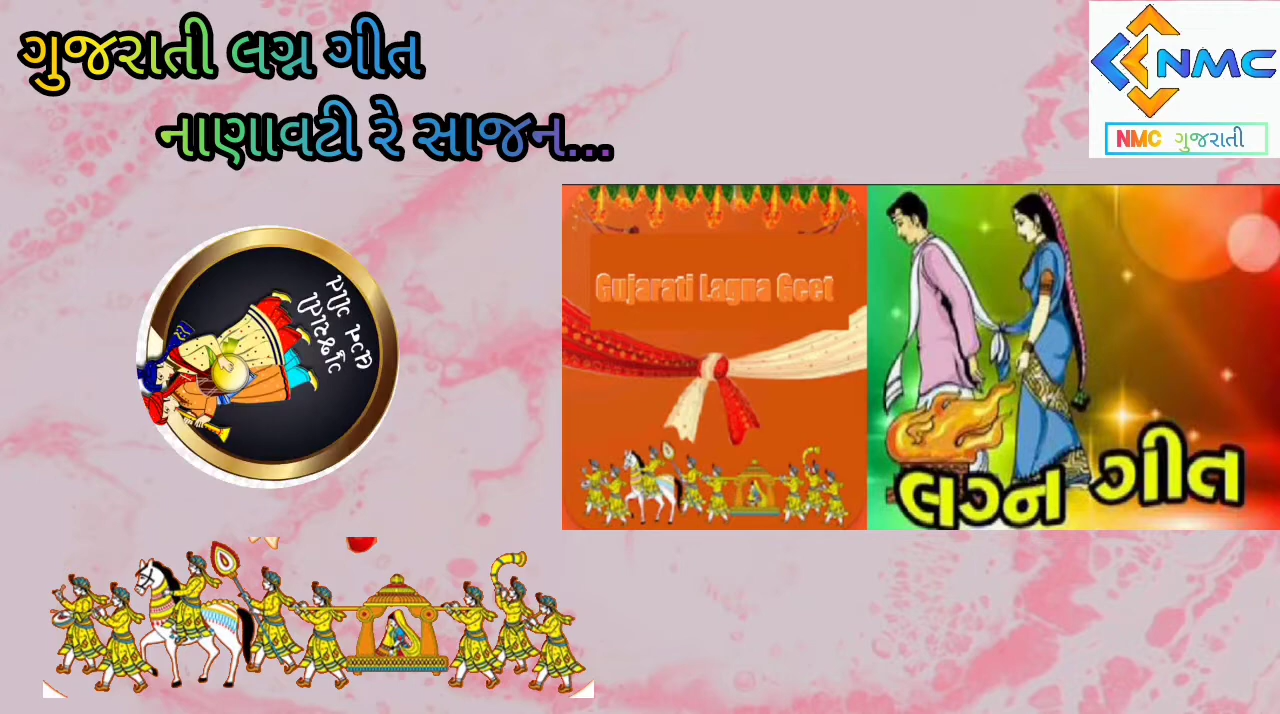 ગુજરાતી લગ્ન ગીત
નાણાવટી રે સાજન...
NMC
NMC ગુજરાતી
Gujarati Lagna Geet
લગ્ન ગીત